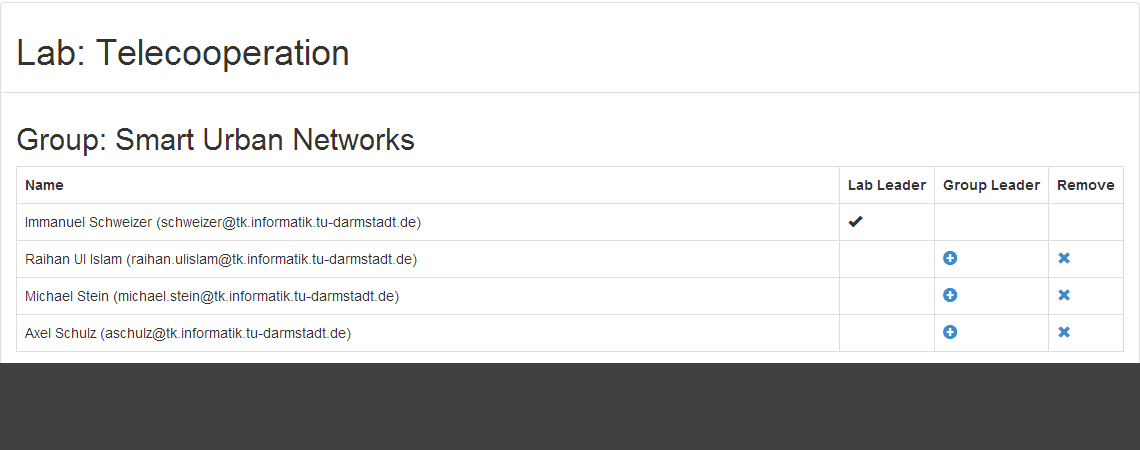 Lab: Telecooperation
Group: Smart Urban Networks
Name Lab Leader Group Leader Remove
Immanuel Schweizer (schweizer@tk.informatik.tu-darmstadt.de)
Raihan Ul Islam (raihan.ulislam@tk.informatik.tu-darmstadt.de)
Michael Stein (michael.stein@tk.informatik.tu-darmstadt.de)
Axel Schulz (aschulz@tk.informatik.tu-darmstadt.de)